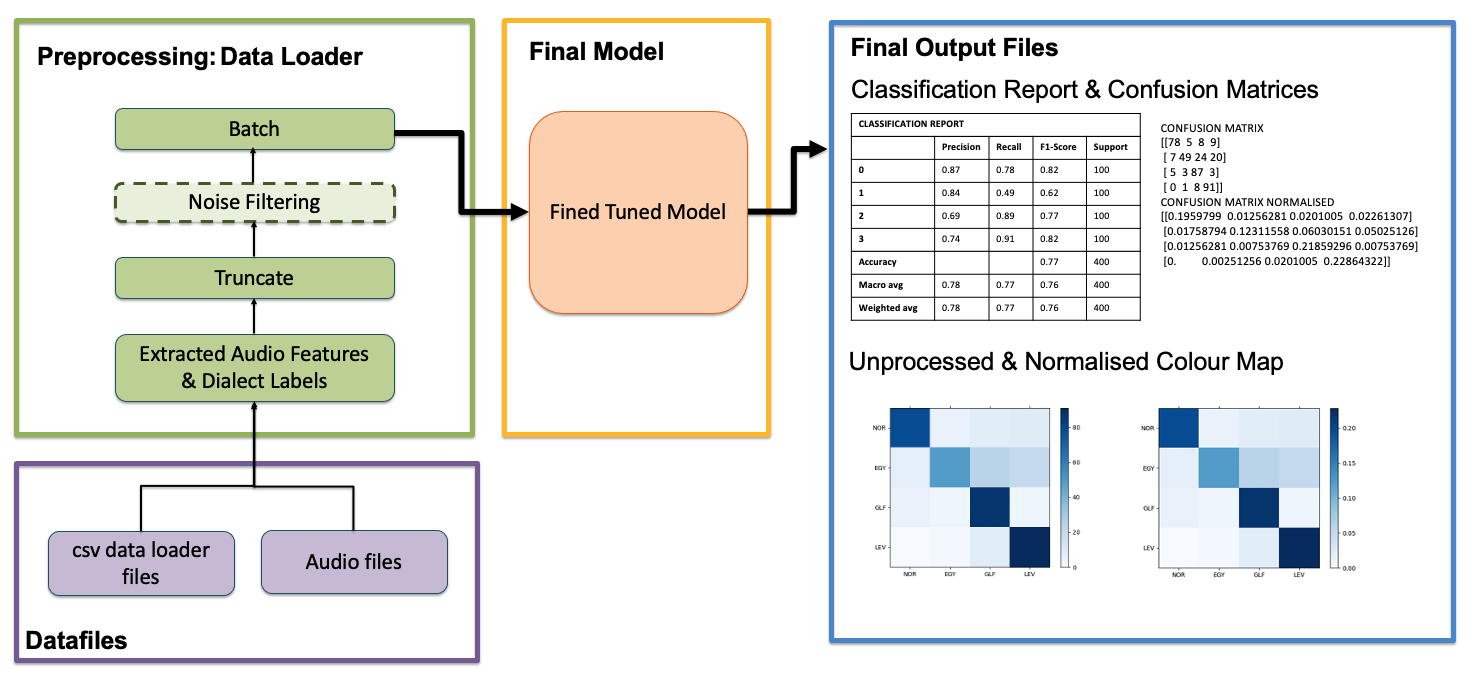 Preprocessing: Data Loader
Batch
Noise Filtering
Truncate
Extracted Audio Features
& Dialect Labels
csv data loader
files
Audio files
Datafiles
Final Model
Fined Tuned Model
Final Output Files
Classification Report & Confusion Matrices
CLASSIFICATION REPORT
Precision Recall F1-Score Support
0 0.87 0.78 0.82 100
1 0.84 0.49 0.62 100
2 0.69 0.89 0.77 100
3 0.74 0.91 0.82 100
Accuracy 0.77 400
Macro avg 0.78 0.77 0.76 400
Weighted avg 0.78 0.77 0.76 400
CONFUSION MATRIX
[[78 5 8 9]
[ 7 49 24 20]
[ 5 3 87 3]
[ 0 1 8 91]]
CONFUSION MATRIX NORMALISED
[[0.1959799 0.01256281 0.0201005 0.02261307]
[0.01758794 0.12311558 0.06030151 0.05025126]
[0.01256281 0.00753769 0.21859296 0.00753769]
[0. 0.00251256 0.0201005 0.22864322]]
Unprocessed & Normalised Colour Map
NOR
EGY
GLF
LEV
NOR EGY GLF LEV
80
60
40
20
0
NOR
EGY
GLF
LEV
NOR EGY GLF LEV
0.20
0.15
0.10
0.05
0.00